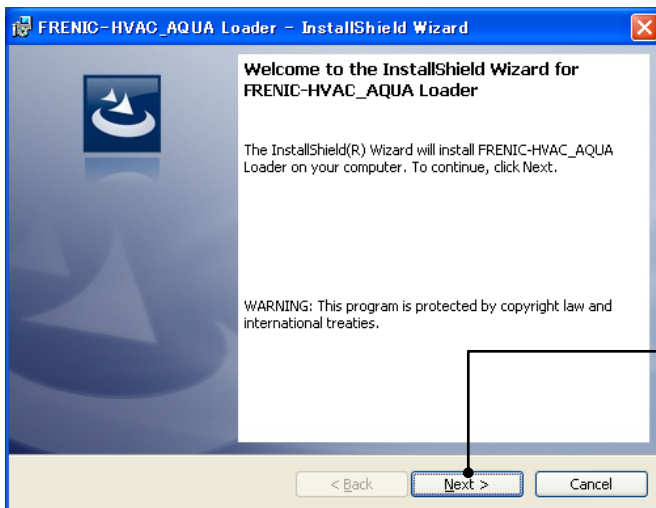 FRENIC-HVAC_AQUA Loader - InstallShield Wizard
Welcome to the InstallShield Wizard for
FRENIC-HVAC_AQUA Loader
The InstallShield(R) Wizard will install FRENIC-HVAC_AQUA
Loader on your computer. To continue, click Next.
WARNING: This program is protected by copyright law and
international treaties.
< Back Next > Cancel